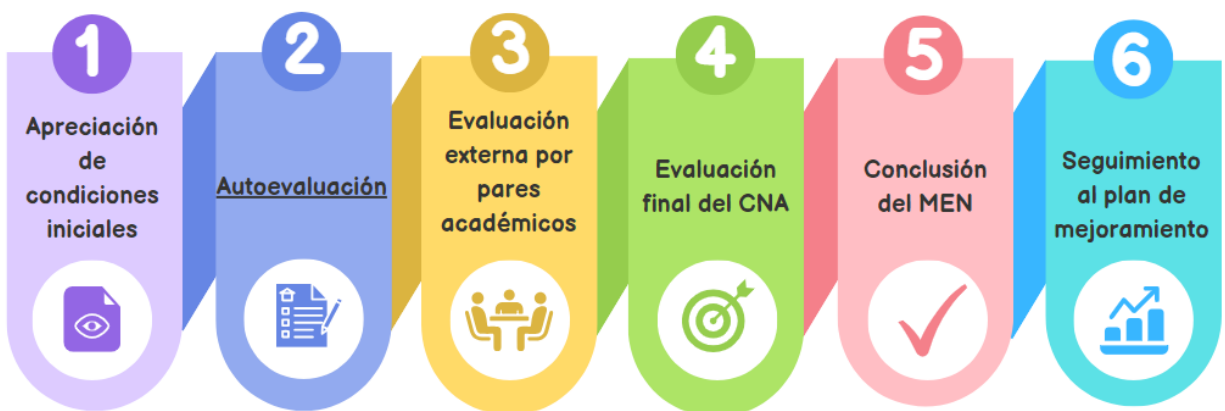 1
Apreciación
de
condiciones
iniciales
2
Autoevaluación
3
Evaluación
externa por
pares
académicos
4
Evaluación
final del CNA
5
Conclusión
del MEN
6
Seguimiento
al plan de
mejoramiento